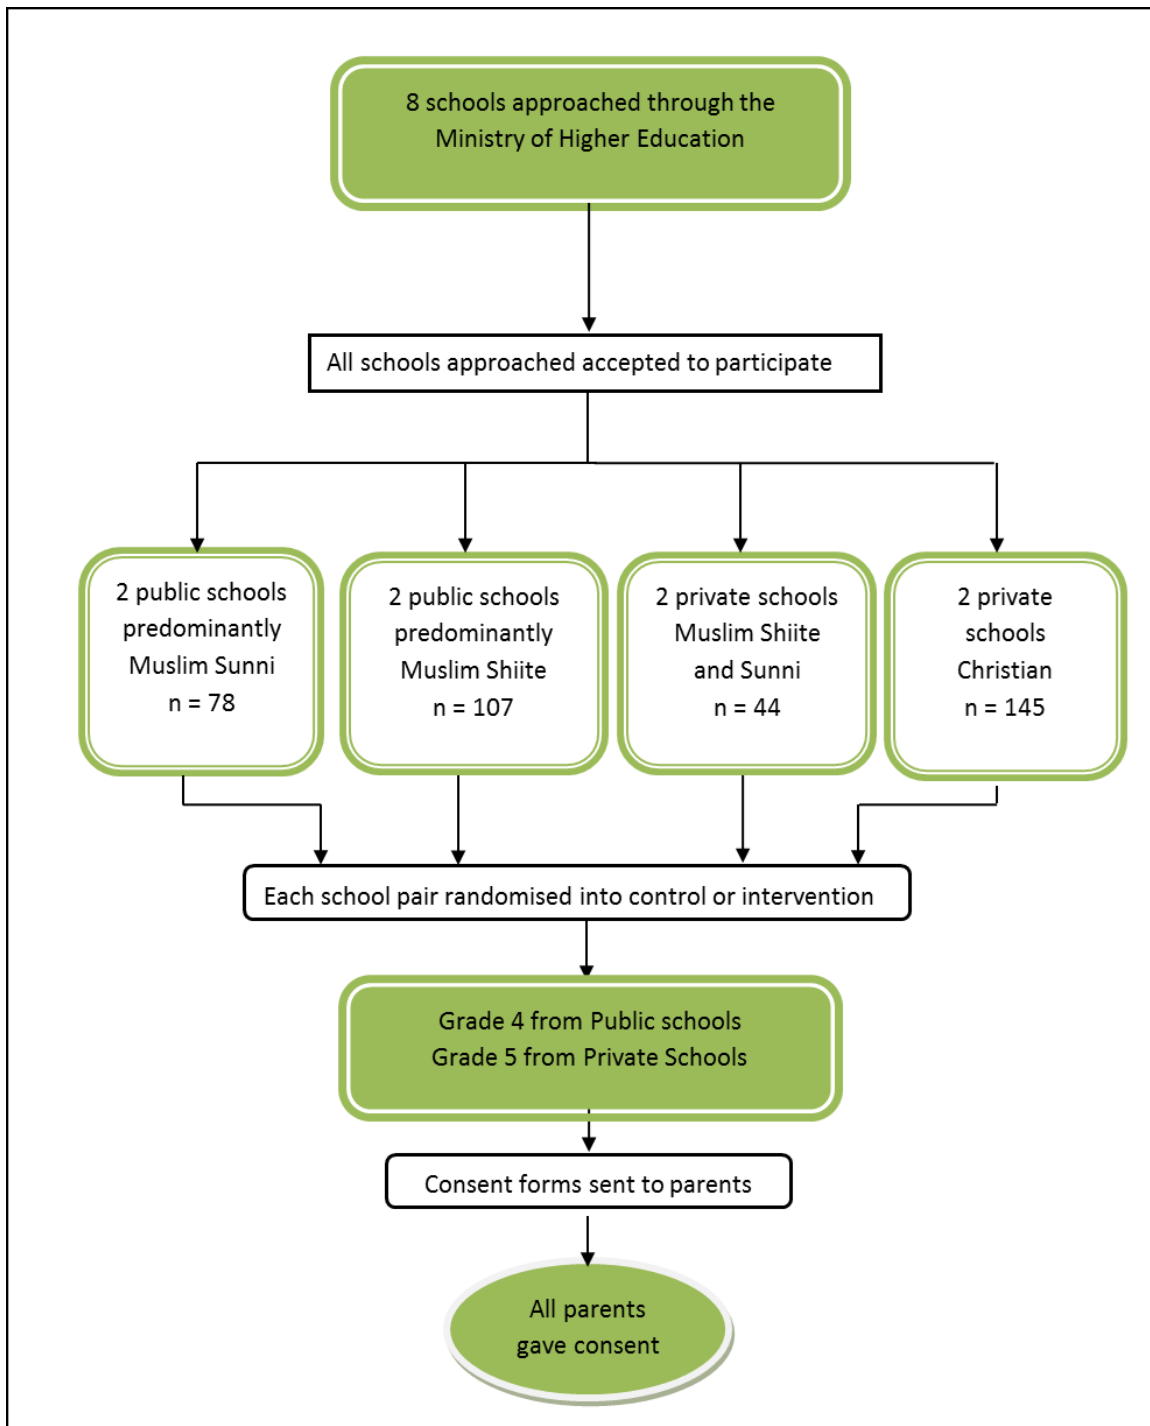 8 schools approached through the
Ministry of Higher Education
All schools approached accepted to participate
2 public schools
predominantly
Muslim Sunni
n = 78
2 public schools
predominantly
Muslim Shiite
n = 107
2 private schools
Muslim Shiite
and Sunni
n = 44
2 private
schools
Christian
n = 145
Each school pair randomised into control or intervention
Grade 4 from Public schools
Grade 5 from Private Schools
Consent forms sent to parents
All parents
gave consent